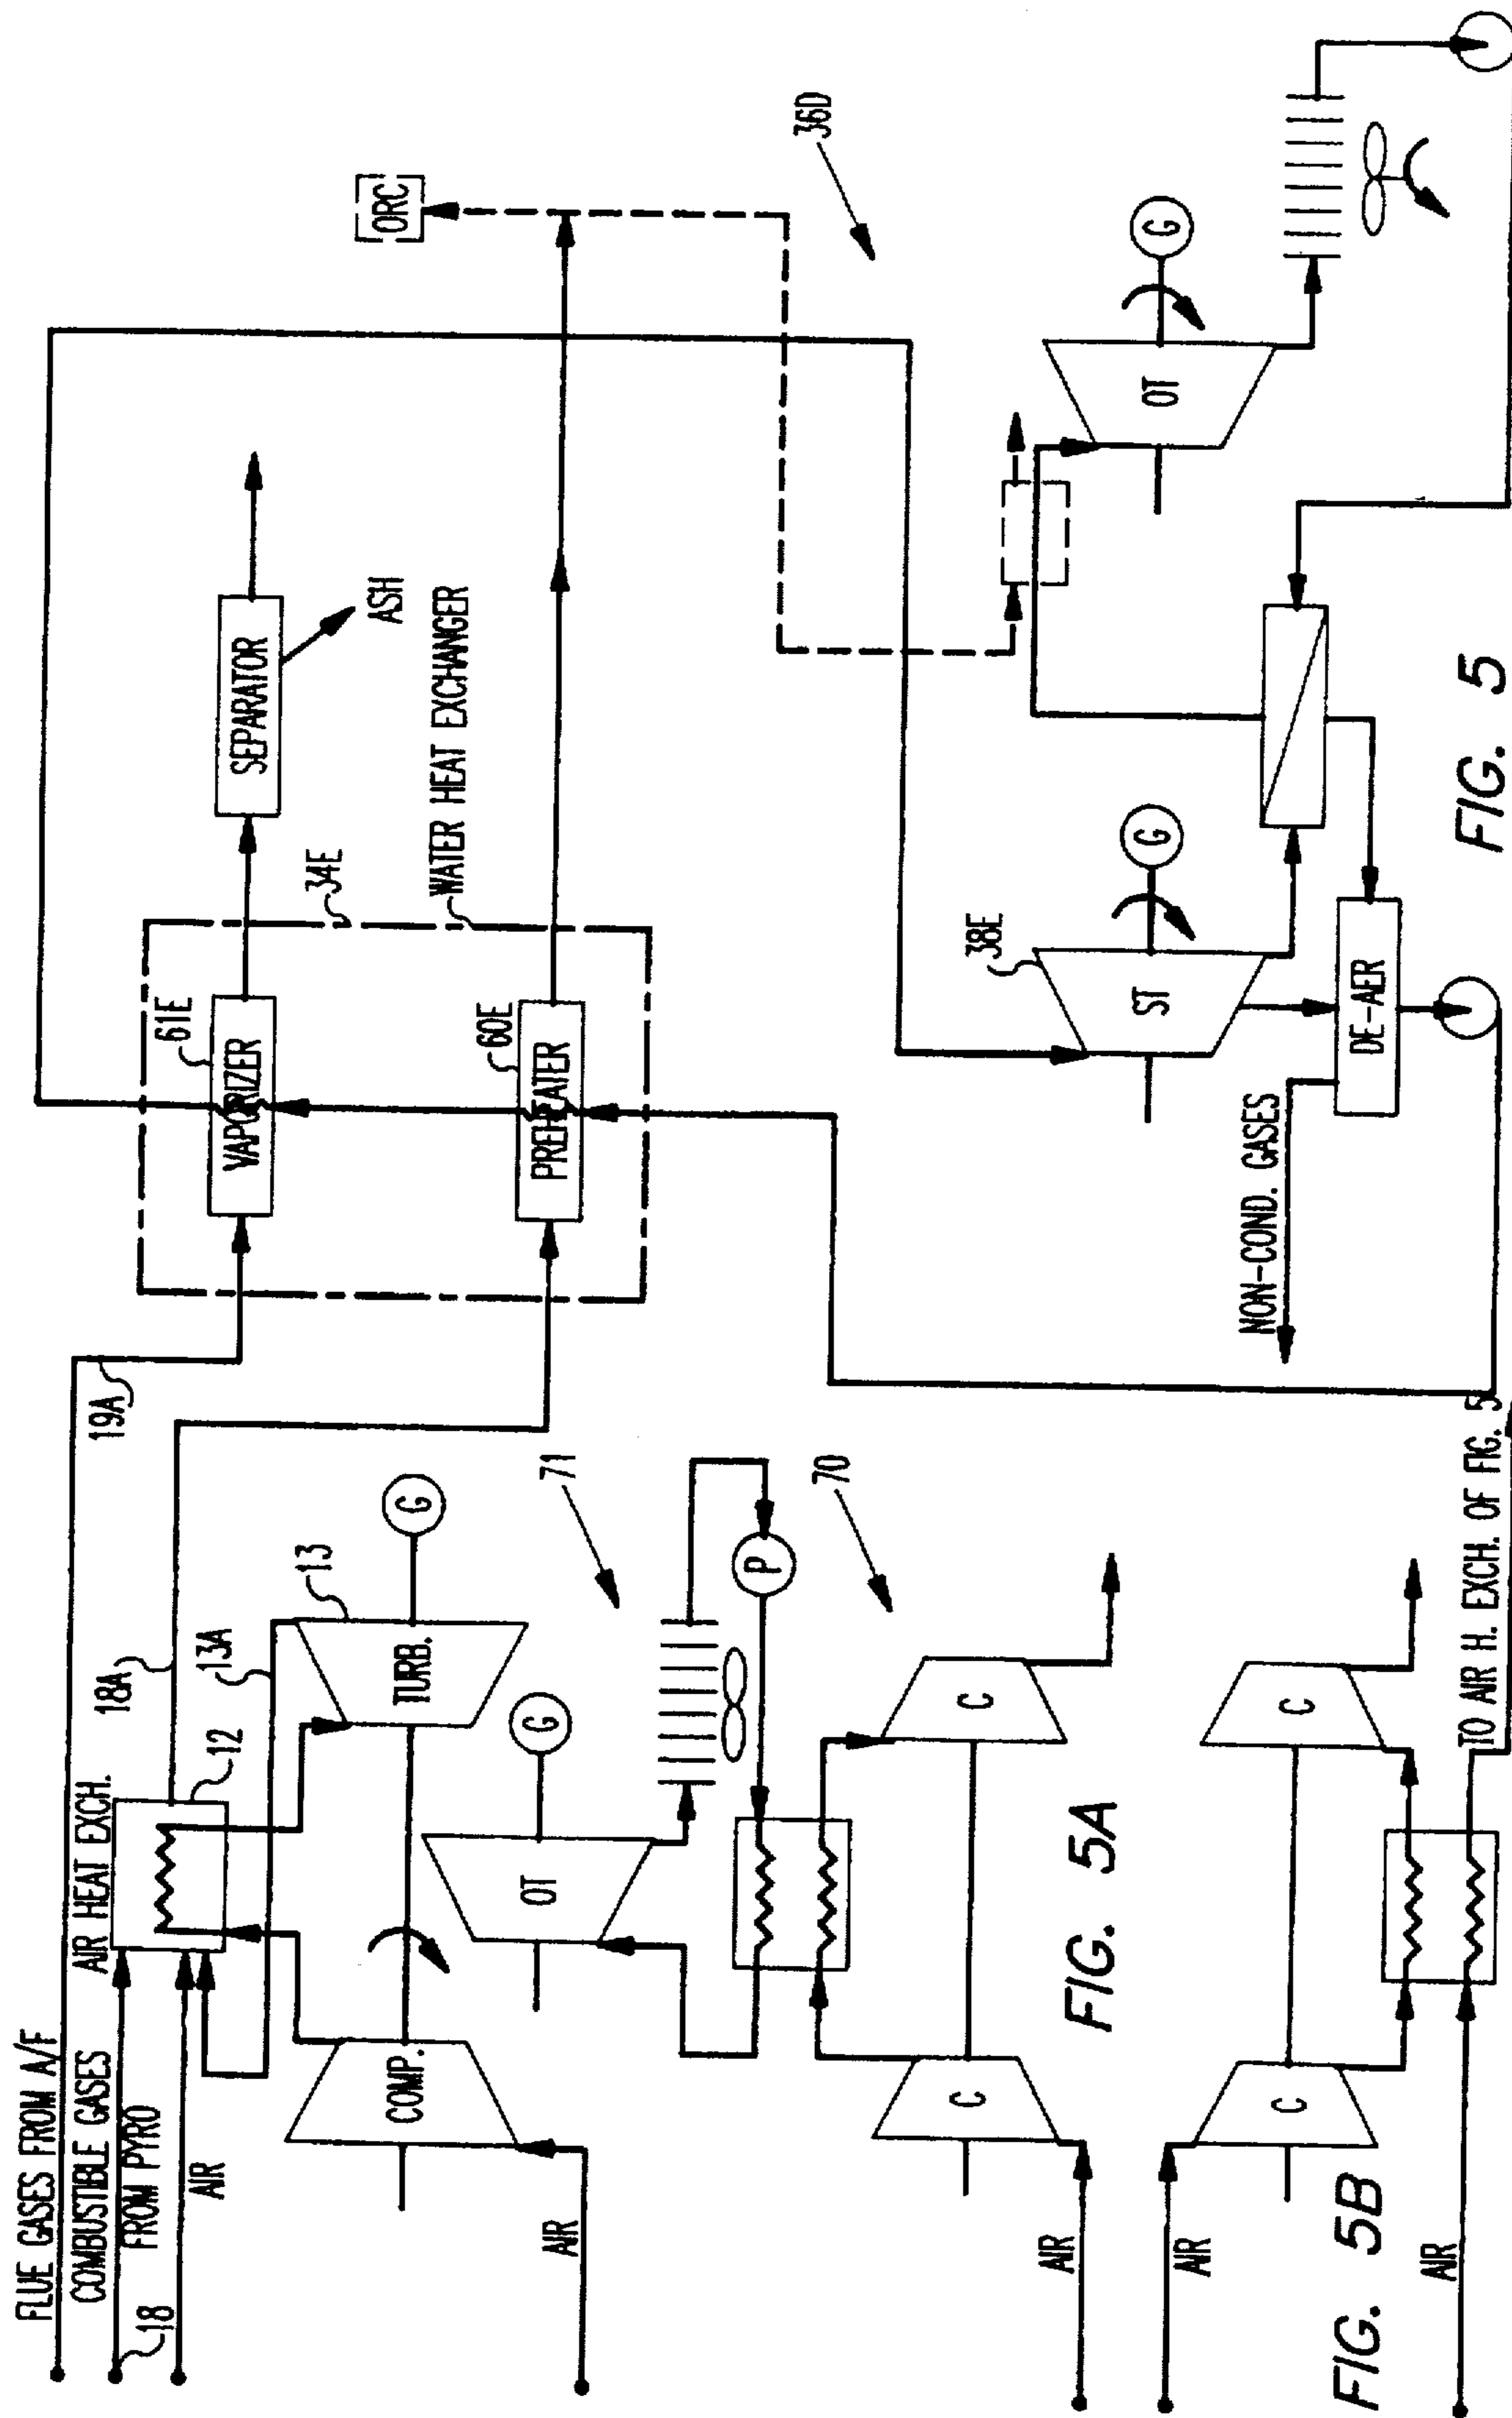 FLUE GASES FROM A/F
COMBUSTIBLE GASES
FROM PYRO
18
AIR
AIR HEAT EXCH.
12
18A
13A
19A
13
TURB.
G
COMP.
AIR
VAPORIZER
61E
SEPARATOR
ASH
34E
WATER HEAT EXCHANGER
PREHEATER
60E
ORC
36D
38E
ST
G
OT
G
DE-AER
NON-COND. GASES
FIG. 5
71
OT
G
P
70
C
C
AIR
FIG. 5A
AIR
C
C
AIR
TO AIR H. EXCH. OF FIG. 5
FIG. 5B